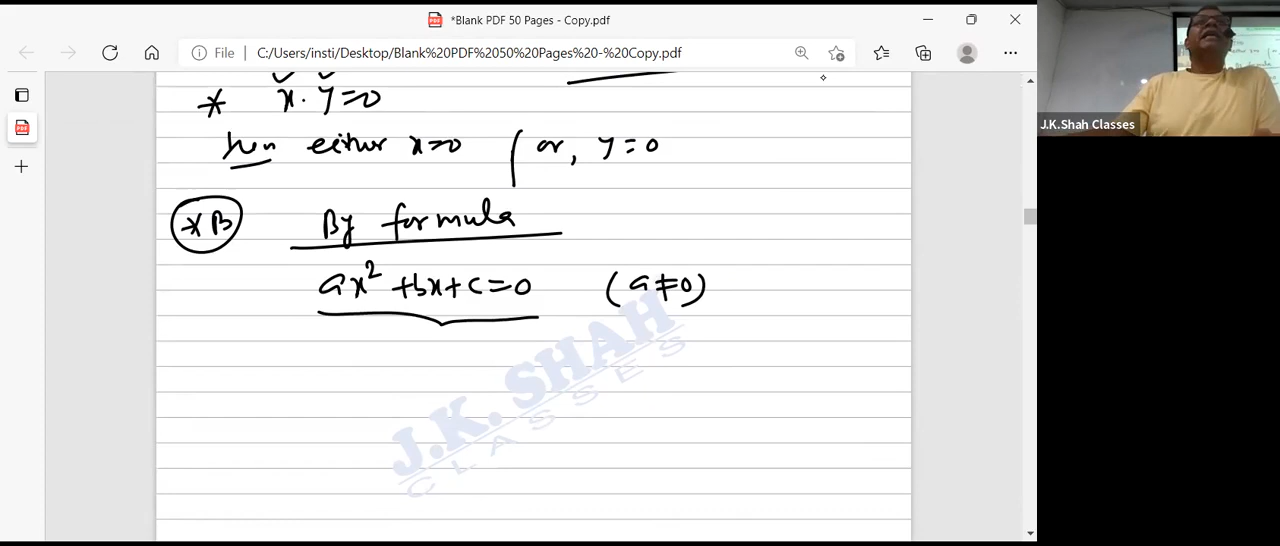 *Blank PDF 50 Pages - Copy.pdf
File C:/Users/insti/Desktop/Blank%20PDF%2050%20Pages%20-%20Copy.pdf
* x. y=0
then either x=0 or, y=0
*B By formula
ax² +bx+c=0 (a≠0)
J.K. SHAH
CLASSES
J.K.Shah Classes